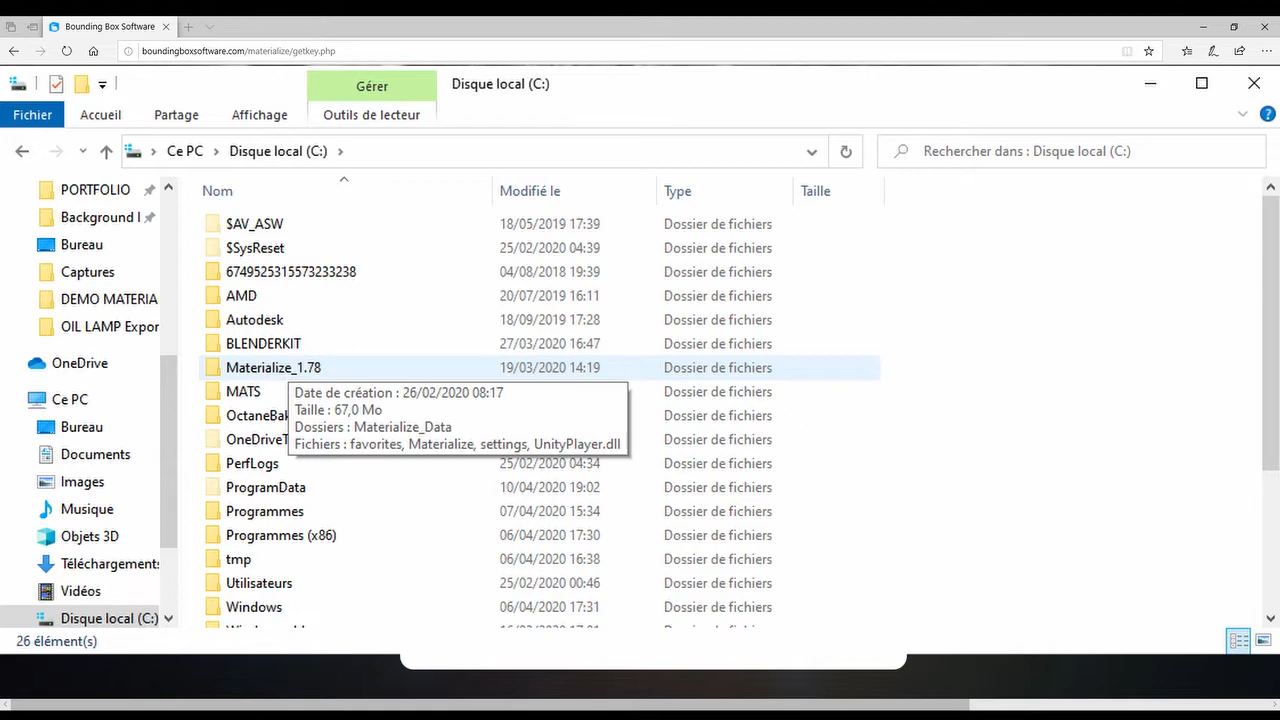 Bounding Box Software
boundingboxsoftware.com/materialize/getkey.php
Gérer
Disque local (C:)
Fichier
Accueil
Partage
Affichage
Outils de lecteur
Ce PC
Disque local (C:)
Rechercher dans : Disque local (C:)
PORTFOLIO
Background I
Bureau
Captures
DEMO MATERIA
OIL LAMP Expor
OneDrive
Ce PC
Bureau
Documents
Images
Musique
Objets 3D
Téléchargements
Vidéos
Disque local (C:)
Nom Modifié le Type Taille
$AV_ASW 18/05/2019 17:39 Dossier de fichiers
$SysReset 25/02/2020 04:39 Dossier de fichiers
6749525315573233238 04/08/2018 19:39 Dossier de fichiers
AMD 20/07/2019 16:11 Dossier de fichiers
Autodesk 18/09/2019 17:28 Dossier de fichiers
BLENDERKIT 27/03/2020 16:47 Dossier de fichiers
Materialize_1.78 19/03/2020 14:19 Dossier de fichiers
MATS Dossier de fichiers
OctaneBak Dossier de fichiers
OneDriveT Dossier de fichiers
PerfLogs 25/02/2020 04:34 Dossier de fichiers
ProgramData 10/04/2020 19:02 Dossier de fichiers
Programmes 07/04/2020 15:34 Dossier de fichiers
Programmes (x86) 06/04/2020 17:30 Dossier de fichiers
tmp 06/04/2020 16:38 Dossier de fichiers
Utilisateurs 25/02/2020 00:46 Dossier de fichiers
Windows 06/04/2020 17:31 Dossier de fichiers
Date de création : 26/02/2020 08:17
Taille : 67,0 Mo
Dossiers : Materialize_Data
Fichiers : favorites, Materialize, settings, UnityPlayer.dll
26 élément(s)